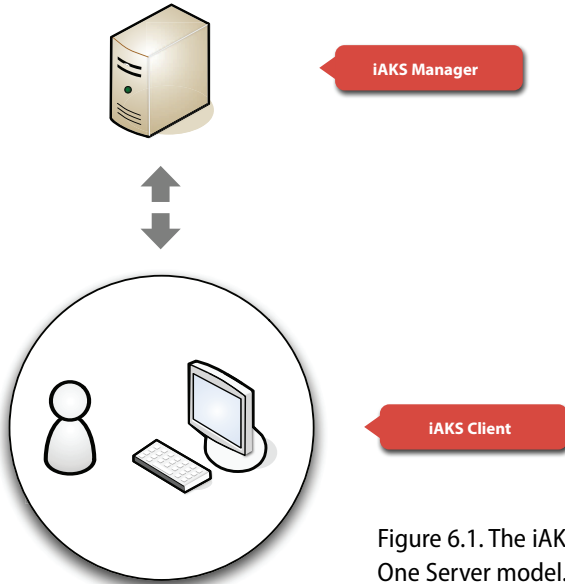 iAKS Manager
iAKS Client
Figure 6.1. The iAK
One Server model.